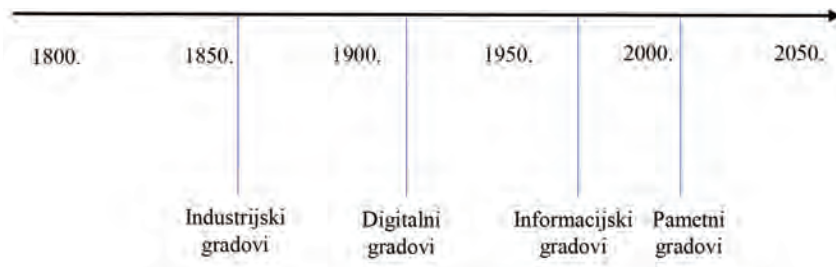 1800. 1850. 1900. 1950. 2000. 2050.
Industrijski gradovi
Digitalni gradovi
Informacijski gradovi
Pametni gradovi